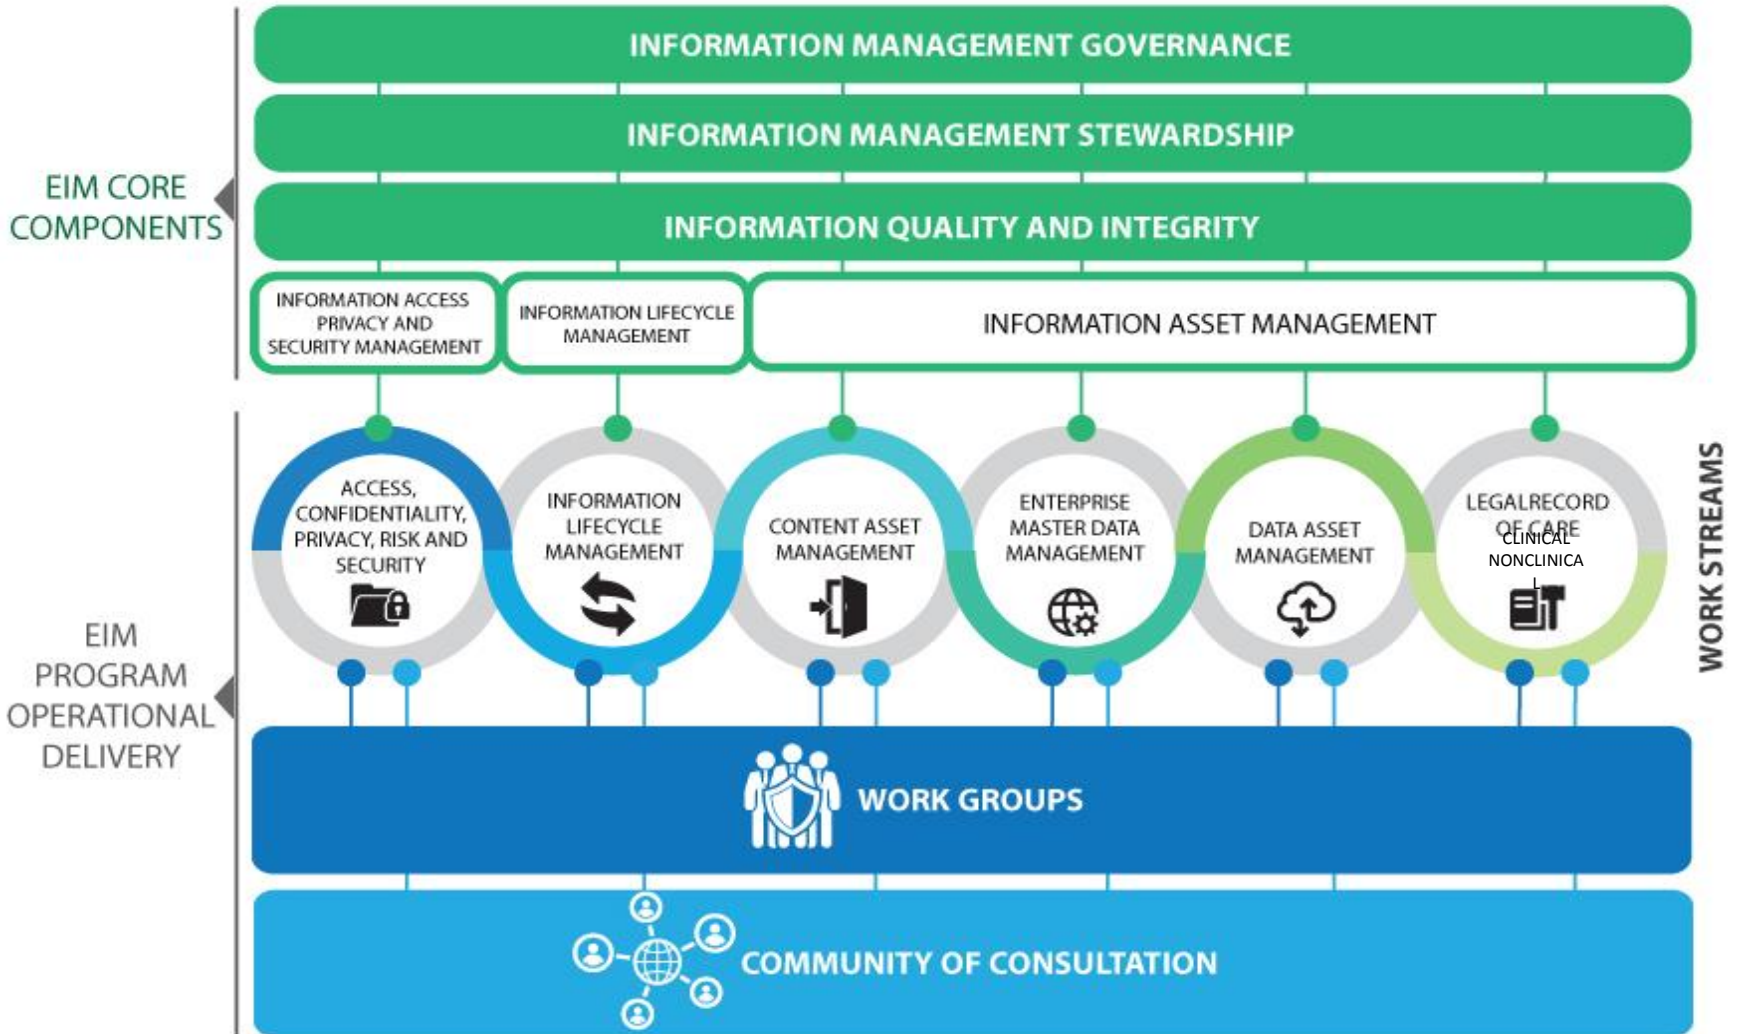 INFORMATION MANAGEMENT GOVERNANCE
INFORMATION MANAGEMENT STEWARDSHIP
EIM CORE
COMPONENTS
INFORMATION QUALITY AND INTEGRITY
INFORMATION ACCESS
PRIVACY AND
SECURITY MANAGEMENT
INFORMATION LIFECYCLE
MANAGEMENT
INFORMATION ASSET MANAGEMENT
ACCESS,
CONFIDENTIALITY,
PRIVACY, RISK AND
SECURITY
INFORMATION
LIFECYCLE
MANAGEMENT
CONTENT ASSET
MANAGEMENT
ENTERPRISE
MASTER DATA
MANAGEMENT
DATA ASSET
MANAGEMENT
LEGALRECORD
OF CARE
CLINICAL
NONCLINICA
L
WORK STREAMS
EIM
PROGRAM
OPERATIONAL
DELIVERY
WORK GROUPS
COMMUNITY OF CONSULTATION